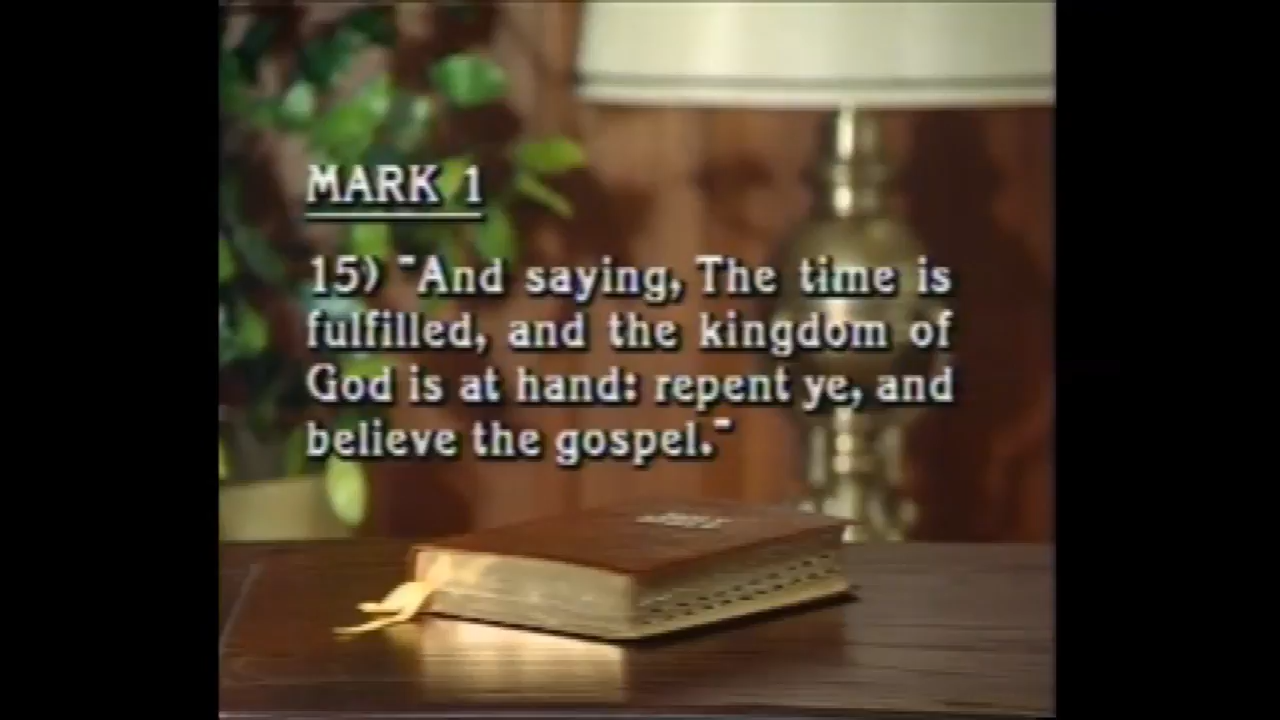 MARK 1
15) "And saying, The time is
fulfilled, and the kingdom of
God is at hand: repent ye, and
believe the gospel."